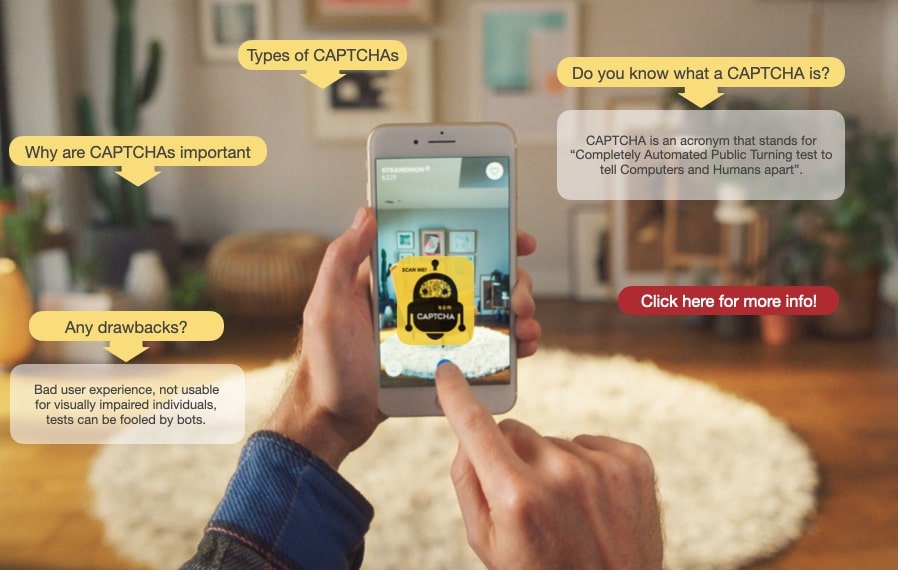 Types of CAPTCHAs
Do you know what a CAPTCHA is?
CAPTCHA is an acronym that stands for
“Completely Automated Public Turning test to
tell Computers and Humans apart”.
Why are CAPTCHAs important
STRANDMON
SCAN ME!
CAPTCHA
Click here for more info!
Any drawbacks?
Bad user experience, not usable
for visually impaired individuals,
tests can be fooled by bots.